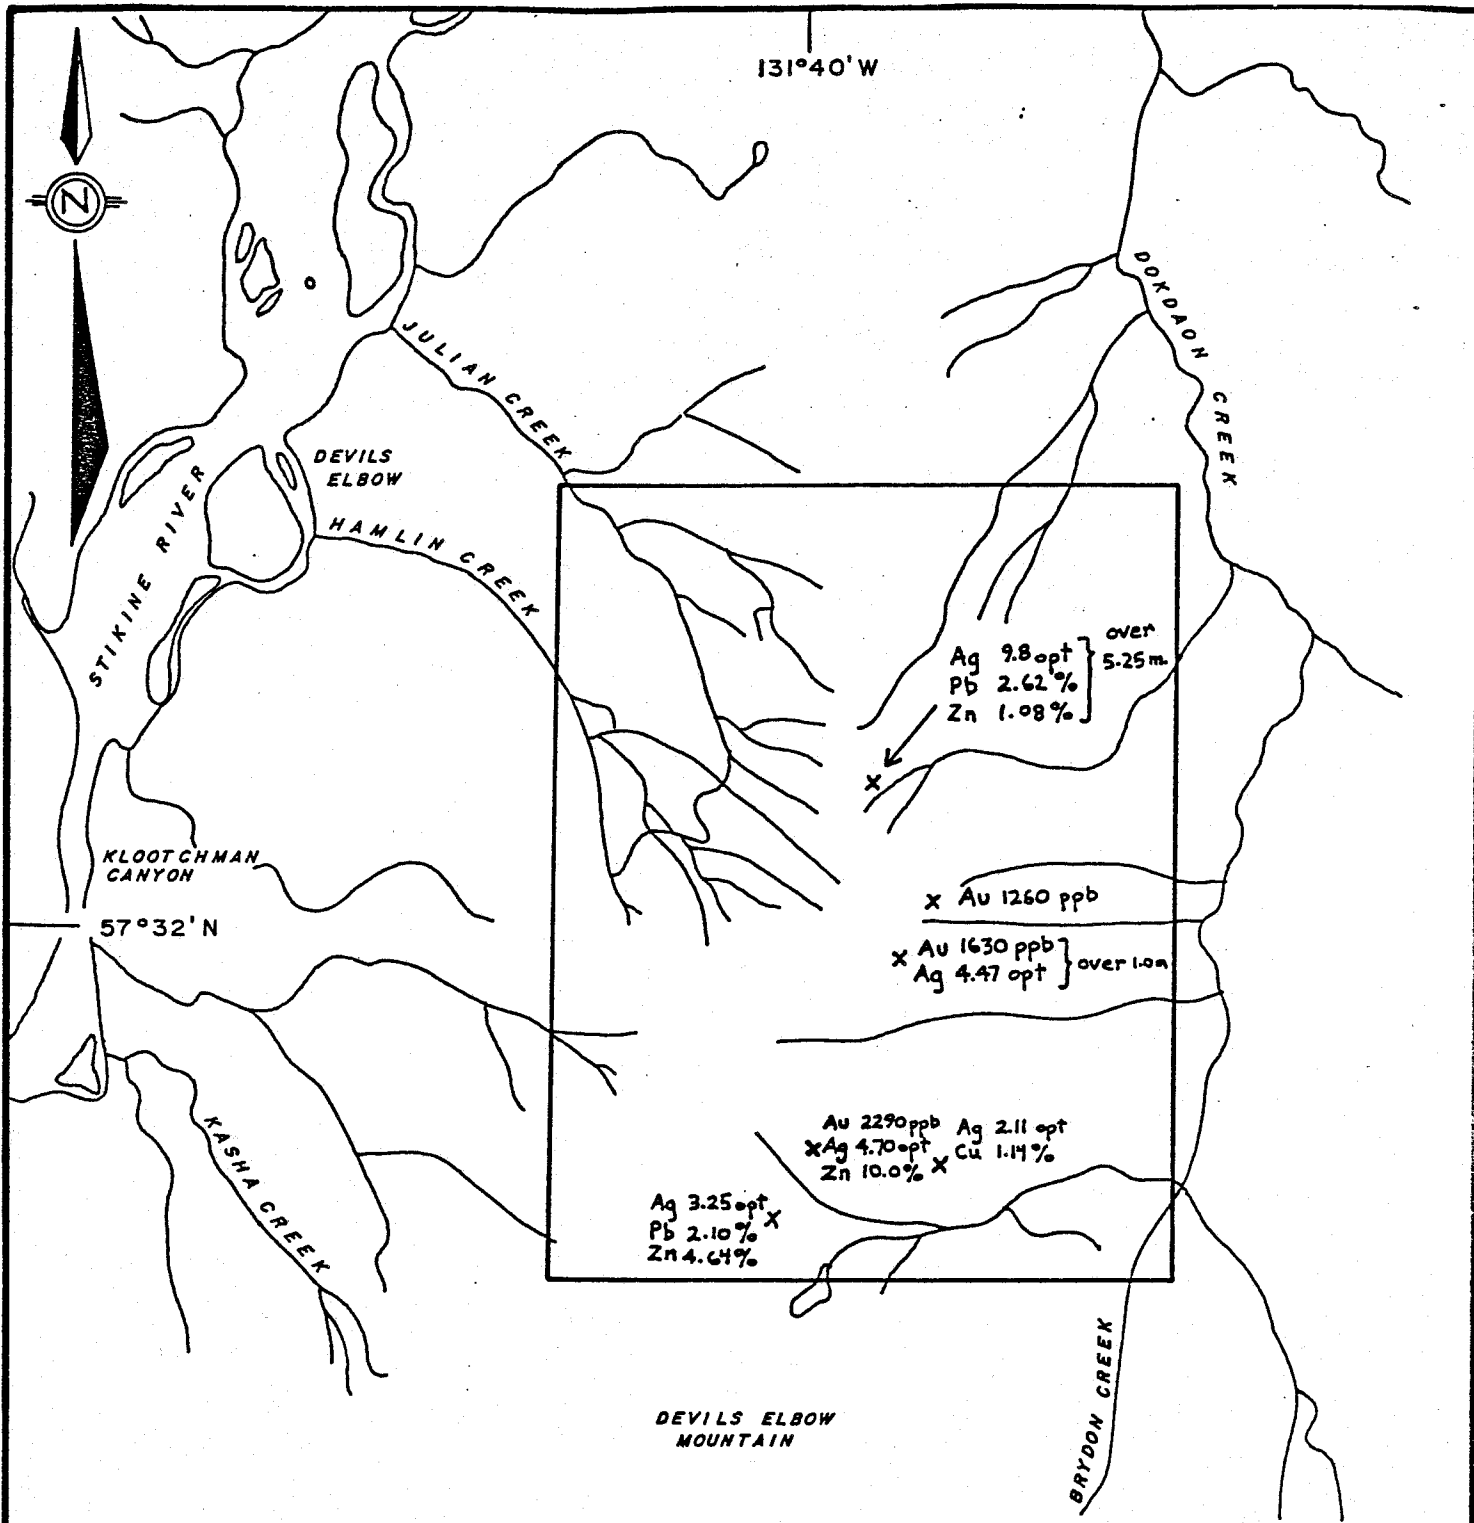 131°40' W
N
DOKDAON CREEK
JULIAN CREEK
DEVILS
ELBOW
HAMLIN CREEK
STIKINE RIVER
Ag 9.8 opt
Pb 2.62 %
Zn 1.08 %
over
5.25 m.
KLOOTCHMAN
CANYON
57°32' N
x Au 1260 ppb
x Au 1630 ppb
Ag 4.47 opt
over 1.0m
KASHA CREEK
Au 2290 ppb
x Ag 4.70 opt
Zn 10.0% x
Ag 2.11 opt
Cu 1.14 %
Ag 3.25 opt
Pb 2.10 % x
Zn 4.64 %
BRYDON CREEK
DEVILS ELBOW
MOUNTAIN